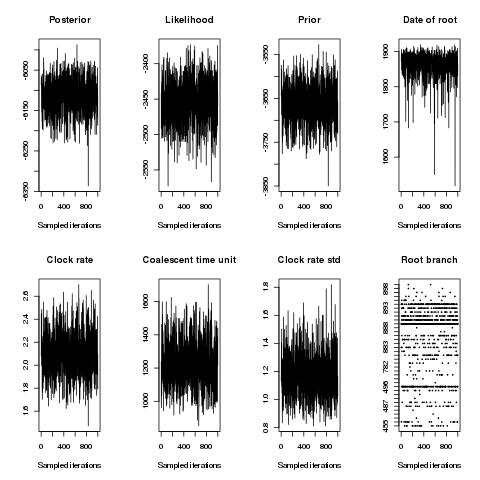 Posterior
Likelihood
Prior
Date of root
-6350 -6250 -6150 -6050
-2550 -2500 -2450 -2400
-3850 -3750 -3650 -3550
1600 1700 1800 1900
0 400 800
0 400 800
0 400 800
0 400 800
Sampled iterations
Sampled iterations
Sampled iterations
Sampled iterations
Clock rate
Coalescent time unit
Clock rate std
Root branch
1.6 1.8 2.0 2.2 2.4 2.6
1000 1200 1400 1600
0.8 1.0 1.2 1.4 1.6 1.8
455 487 496 782
0 400 800
0 400 800
0 400 800
0 400 800
Sampled iterations
Sampled iterations
Sampled iterations
Sampled iterations